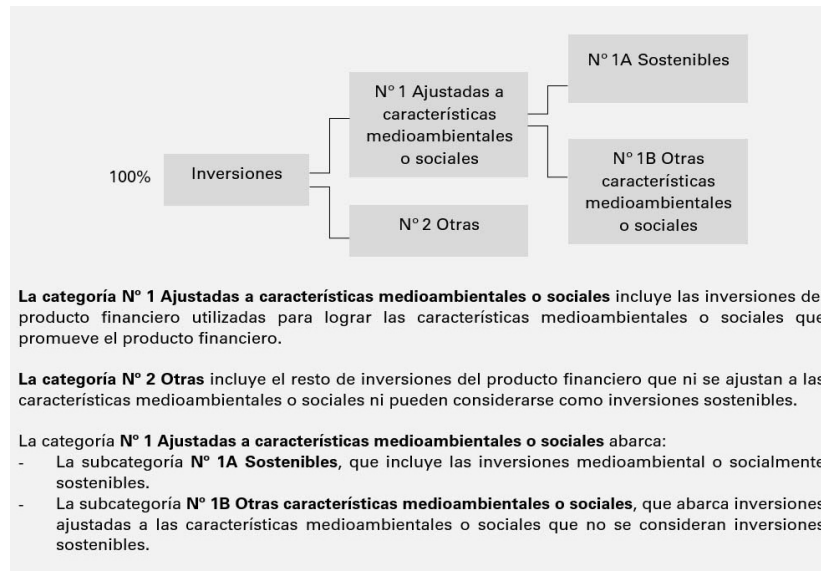 Nº 1A Sostenibles
Nº 1 Ajustadas a
características
medioambientales
o sociales
Nº 1B Otras
características
medioambientales
o sociales
100%
Inversiones
Nº 2 Otras
La categoría Nº 1 Ajustadas a características medioambientales o sociales incluye las inversiones de
producto financiero utilizadas para lograr las características medioambientales o sociales que
promueve el producto financiero.
La categoría Nº 2 Otras incluye el resto de inversiones del producto financiero que ni se ajustan a las
características medioambientales o sociales ni pueden considerarse como inversiones sostenibles.
La categoría Nº 1 Ajustadas a características medioambientales o sociales abarca:
- La subcategoría Nº 1A Sostenibles, que incluye las inversiones medioambiental o socialmente
sostenibles.
- La subcategoría Nº 1B Otras características medioambientales o sociales, que abarca inversiones
ajustadas a las características medioambientales o sociales que no se consideran inversiones
sostenibles.